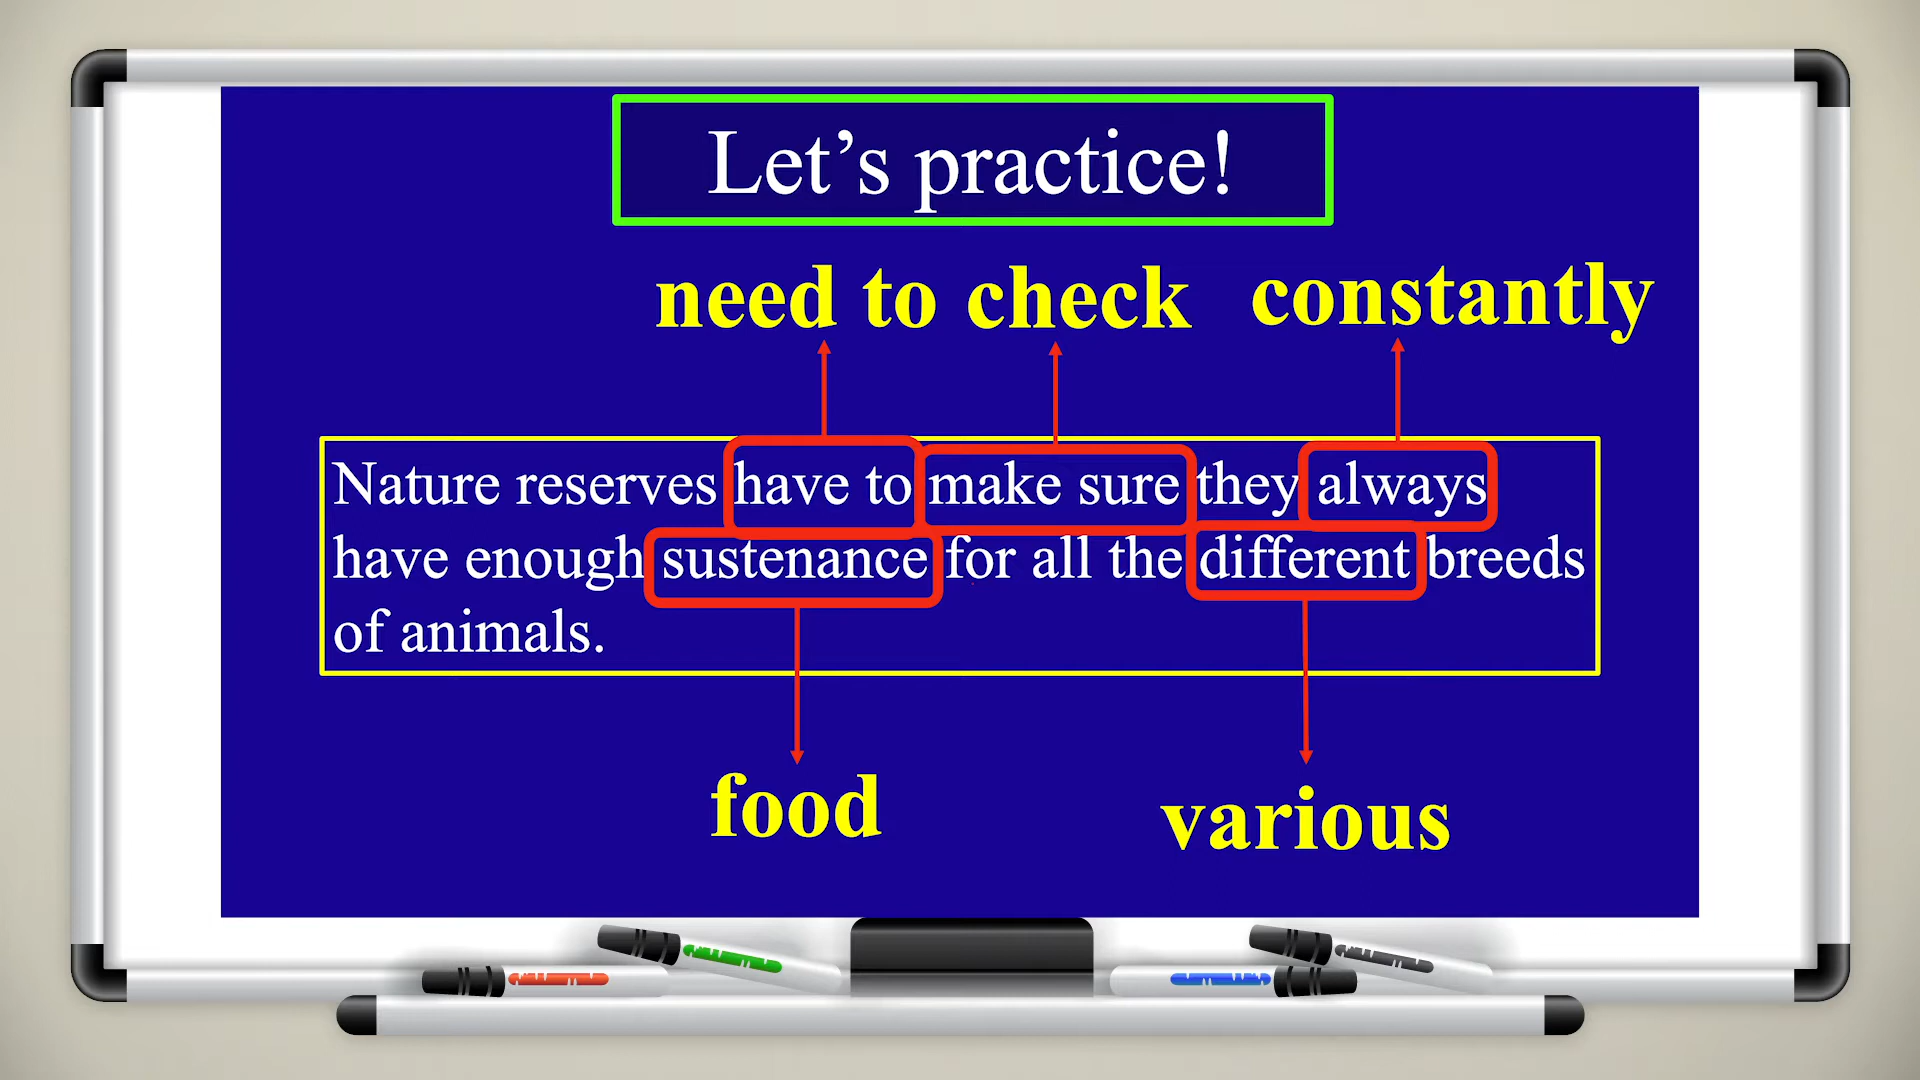 Let’s practice!
need to check constantly
Nature reserves have to make sure they always
have enough sustenance for all the different breeds
of animals.
food various